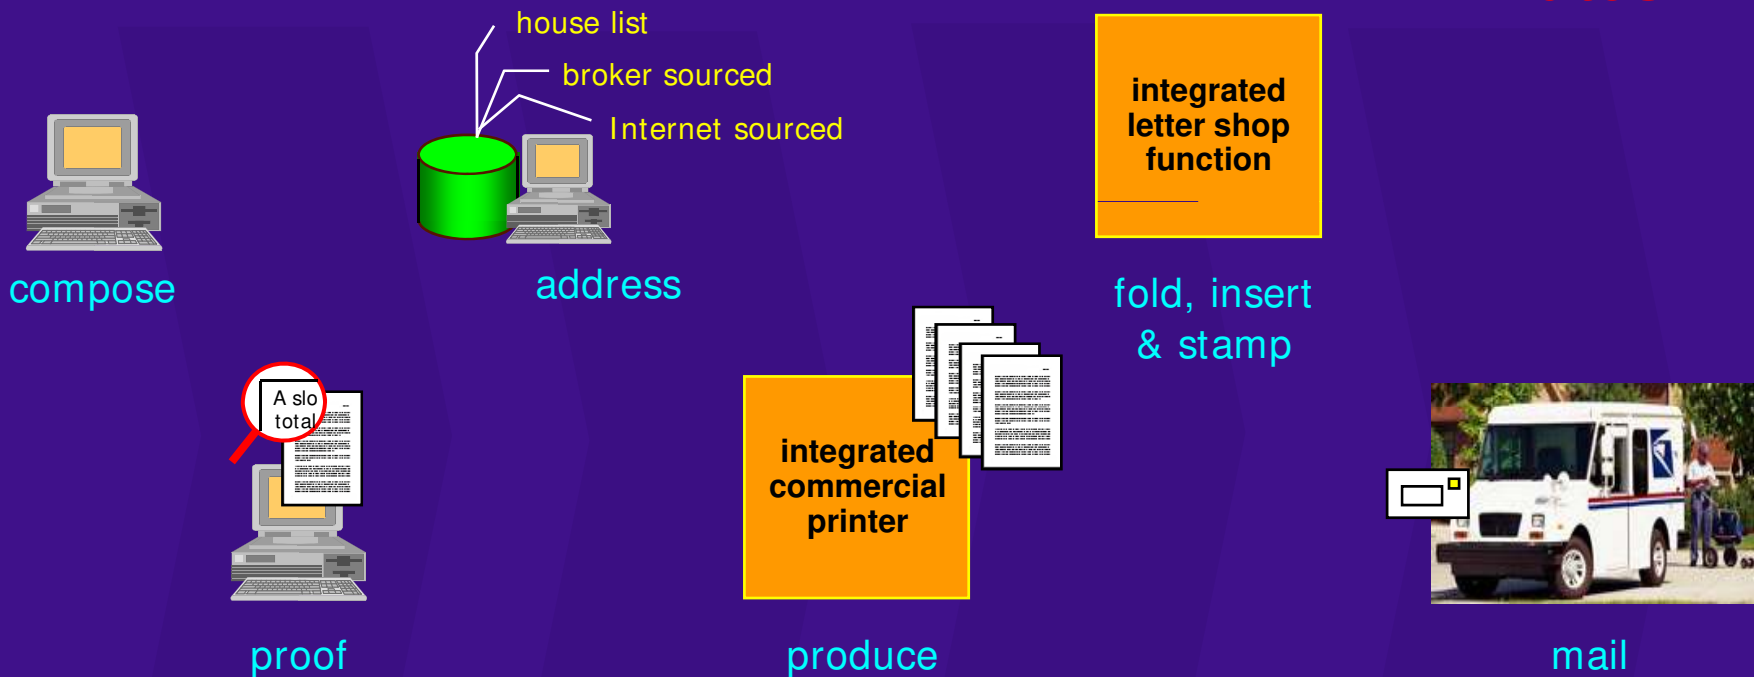 house list
broker sourced
Internet sourced
integrated
letter shop
function
compose
address
fold, insert
& stamp
A slo
total
integrated
commercial
printer
proof
produce
mail